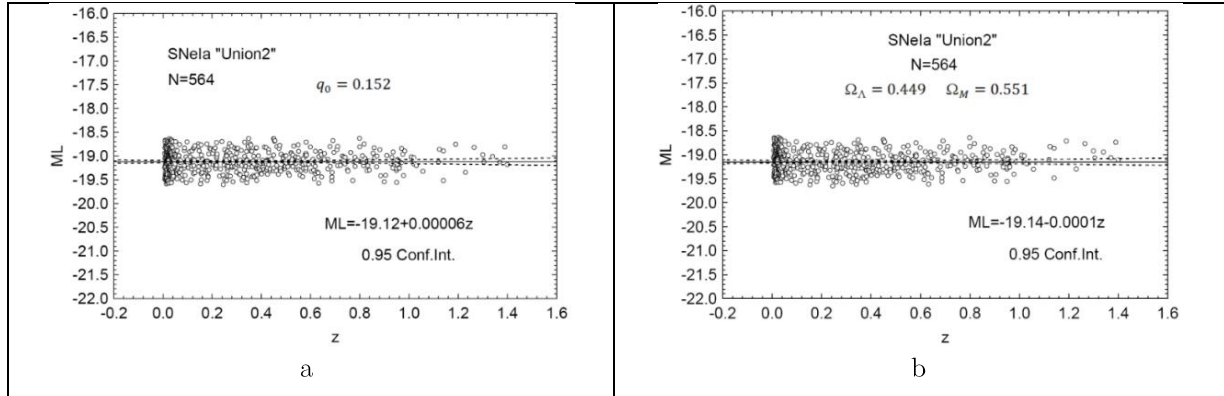 -16.0
-16.5
-17.0
-17.5
-18.0
-18.5
-19.0
-19.5
-20.0
-20.5
-21.0
-21.5
-22.0
ML
SNeIa "Union2"
N=564
q₀ = 0.152
ML=-19.12+0.00006z
0.95 Conf.Int.
-0.2 0.0 0.2 0.4 0.6 0.8 1.0 1.2 1.4 1.6
z
a
-16.0
-16.5
-17.0
-17.5
-18.0
-18.5
-19.0
-19.5
-20.0
-20.5
-21.0
-21.5
-22.0
ML
SNeIa "Union2"
N=564
Ω_Λ = 0.449 Ω_M = 0.551
ML=-19.14-0.0001z
0.95 Conf.Int.
-0.2 0.0 0.2 0.4 0.6 0.8 1.0 1.2 1.4 1.6
z
b